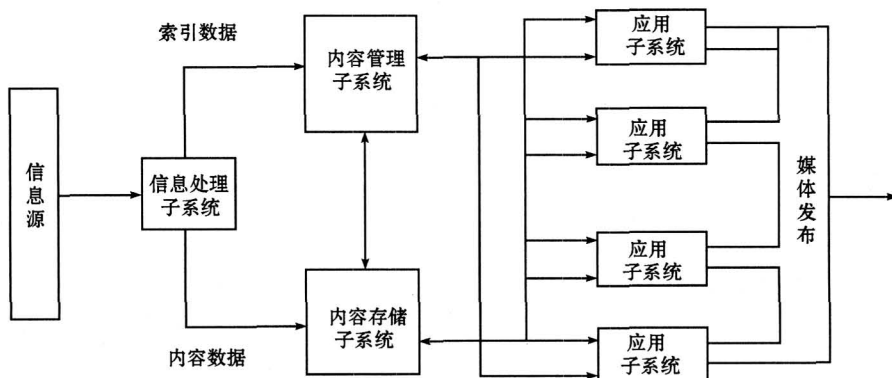 索引数据
内容管理
子系统
应用
子系统
应用
子系统
信
息
源
信息处理
子系统
媒
体
发
布
应用
子系统
内容存储
子系统
内容数据
应用
子系统